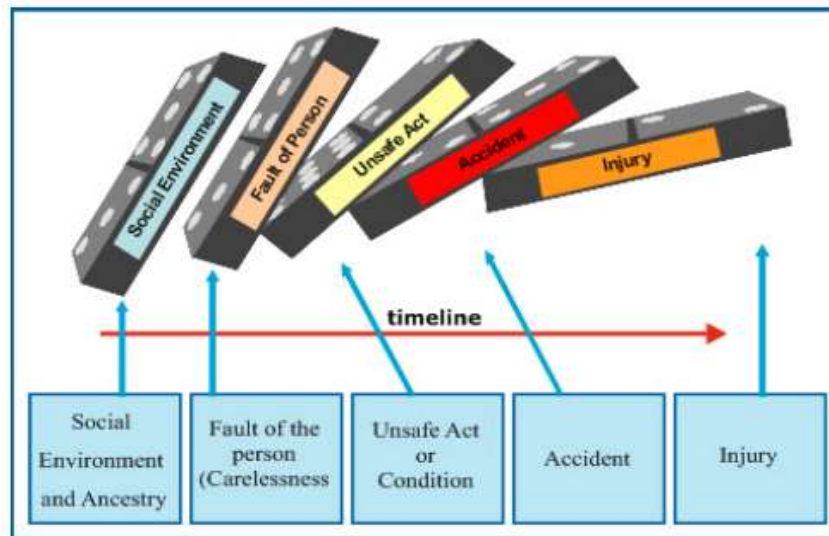 Social Environment
Fault of Person
Unsafe Act
Accident
Injury
timeline
Social
Environment
and Ancestry
Fault of the
person
(Carelessness
Unsafe Act
or
Condition
Accident
Injury